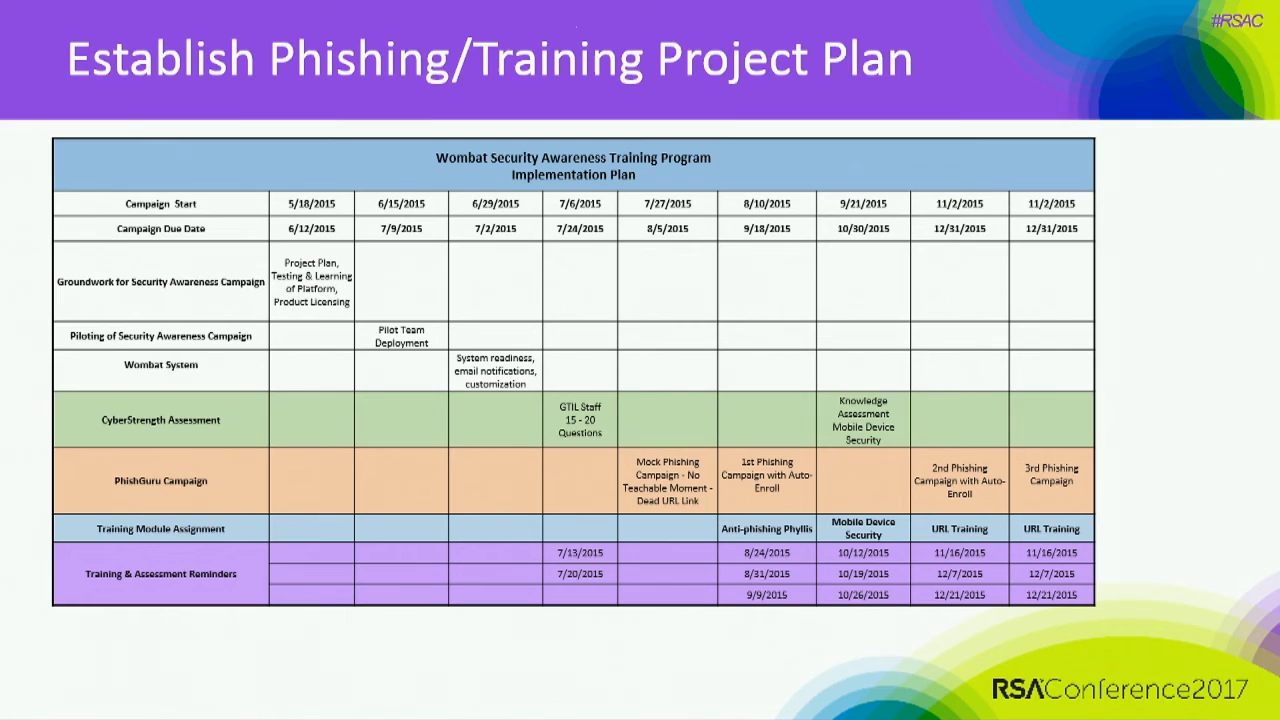 #RSAC
Establish Phishing/Training Project Plan
Wombat Security Awareness Training Program
Implementation Plan
Campaign Start 5/18/2015 6/15/2015 6/29/2015 7/6/2015 7/27/2015 8/10/2015 9/21/2015 11/2/2015 11/2/2015
Campaign Due Date 6/12/2015 7/9/2015 7/2/2015 7/24/2015 8/5/2015 9/18/2015 10/30/2015 12/31/2015 12/31/2015
Groundwork for Security Awareness Campaign
Project Plan,
Testing & Learning
of Platform,
Product Licensing
Piloting of Security Awareness Campaign
Pilot Team
Deployment
Wombat System
System readiness,
email notifications,
customization
CyberStrength Assessment
GTIL Staff
15 - 20
Questions
Knowledge
Assessment
Mobile Device
Security
PhishGuru Campaign
Mock Phishing
Campaign - No
Teachable Moment -
Dead URL Link
1st Phishing
Campaign with Auto-
Enroll
2nd Phishing
Campaign with Auto-
Enroll
3rd Phishing
Campaign
Training Module Assignment
Anti-phishing Phyllis
Mobile Device
Security
URL Training
URL Training
Training & Assessment Reminders
7/13/2015 8/24/2015 10/12/2015 11/16/2015 11/16/2015
7/20/2015 8/31/2015 10/19/2015 12/7/2015 12/7/2015
9/9/2015 10/26/2015 12/21/2015 12/21/2015
RSAConference2017